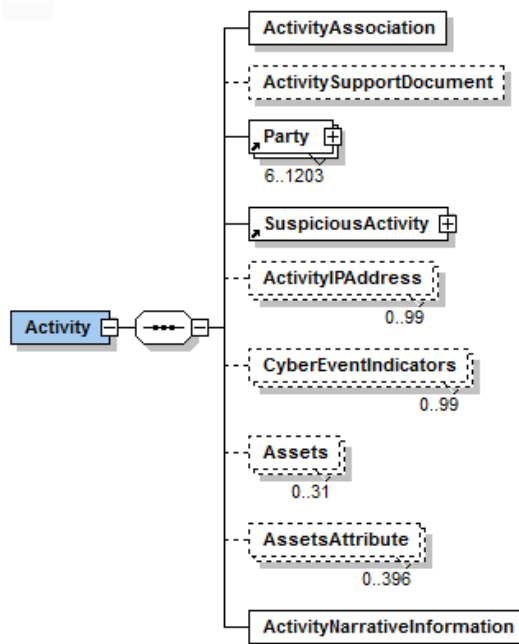 ActivityAssociation
ActivitySupportDocument
Party
6..1203
SuspiciousActivity
ActivityIPAddress
0..99
Activity
CyberEventIndicators
0..99
Assets
0..31
AssetsAttribute
0..396
ActivityNarrativeInformation